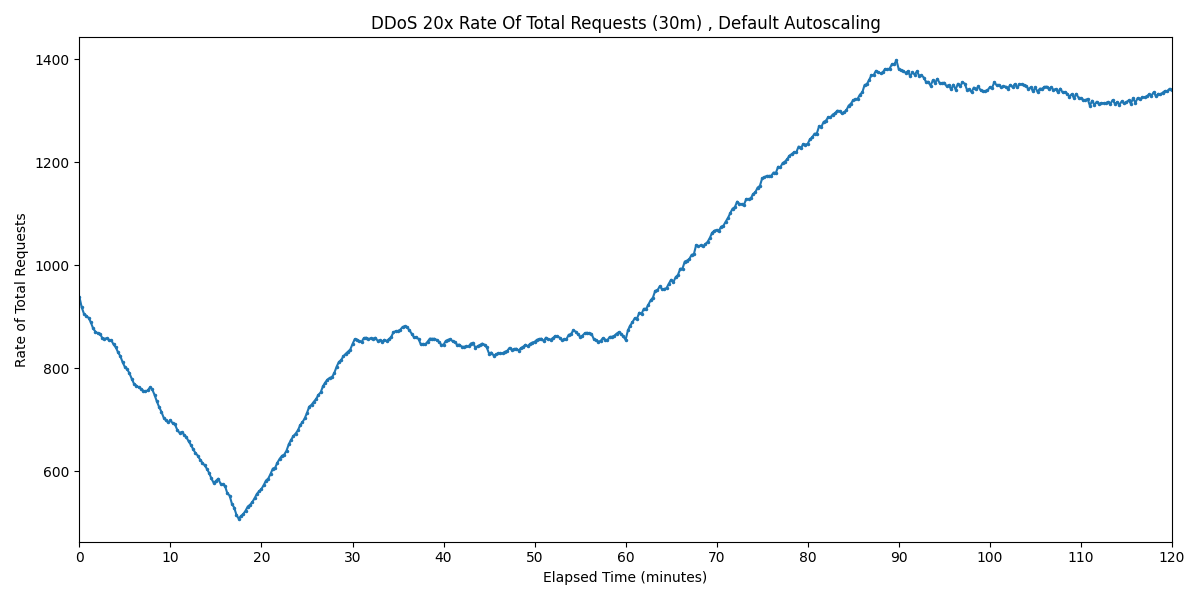 DDoS 20x Rate Of Total Requests (30m) , Default Autoscaling
Rate of Total Requests
1400
1200
1000
800
600
0 10 20 30 40 50 60 70 80 90 100 110 120
Elapsed Time (minutes)